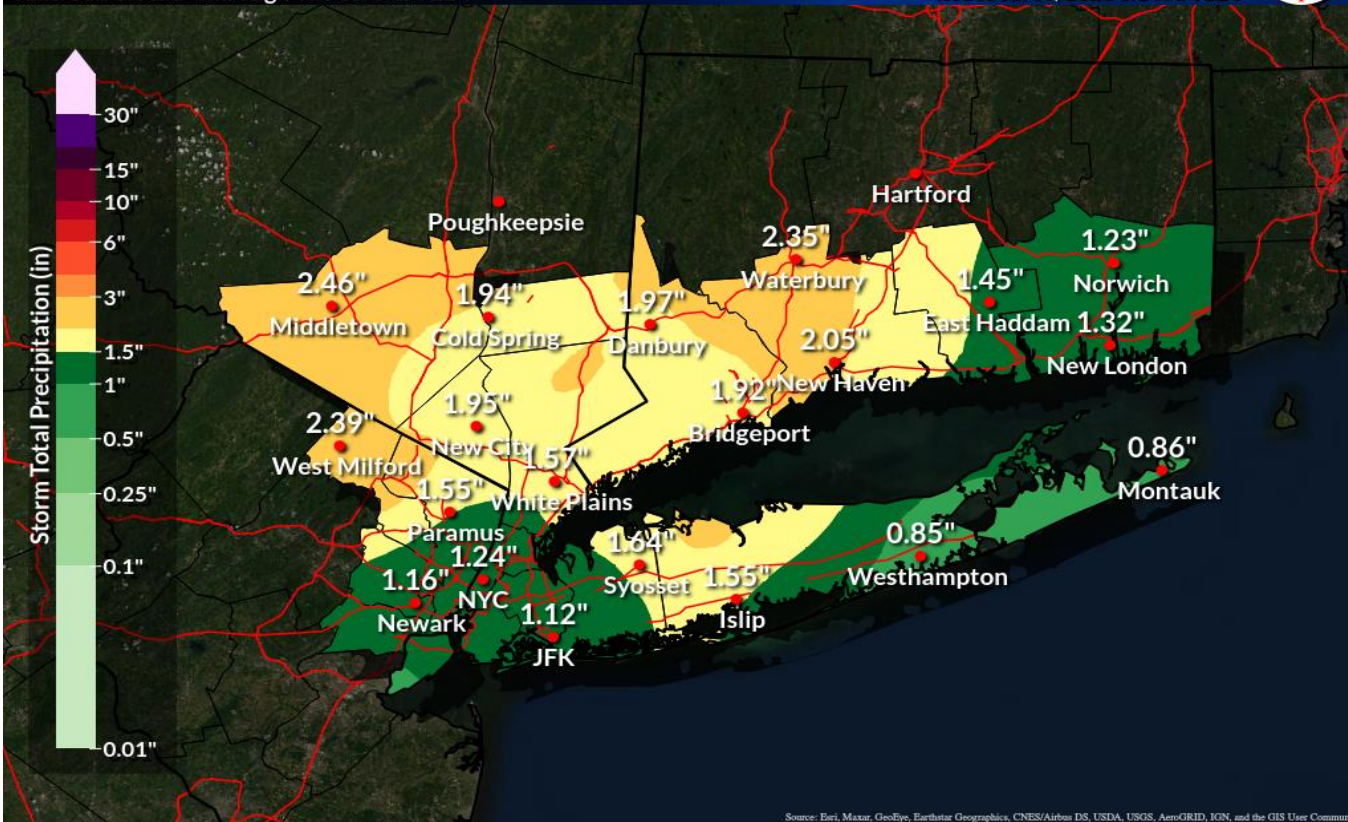 30"
15"
10"
6"
3"
1.5"
1"
0.5"
0.25"
0.1"
0.01"
Storm Total Precipitation (in)
Poughkeepsie
Hartford
2.46"
Middletown
1.94"
Cold Spring
1.97"
Danbury
2.35"
Waterbury
1.23"
Norwich
1.45"
East Haddam
1.32"
New London
2.05"
New Haven
1.92"
Bridgeport
1.95"
New City
2.39"
West Milford
1.57"
White Plains
1.55"
Paramus
0.86"
Montauk
1.24"
NYC
1.16"
Newark
1.12"
JFK
1.64"
Syosset
1.55"
Islip
0.85"
Westhampton
Source: Esri, Maxar, GeoEye, Earthstar Geographics, CNES/Airbus DS, USDA, USGS, AeroGRID, IGN, and the GIS User